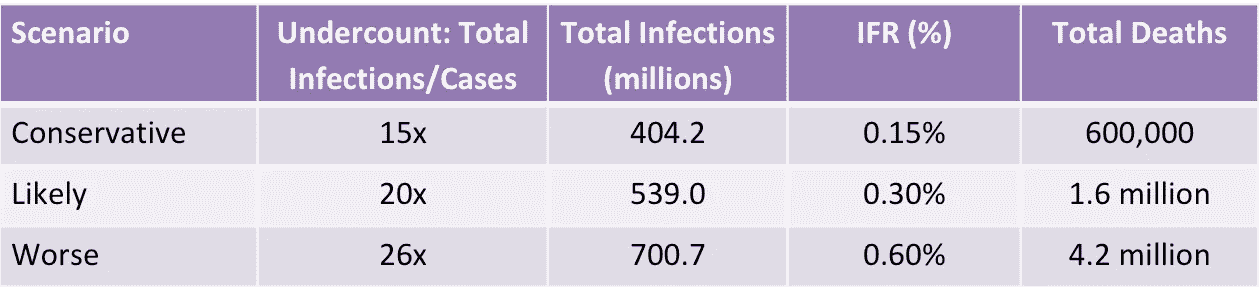 Scenario
Undercount: Total
Infections/Cases
Total Infections
(millions)
IFR (%)
Total Deaths
Conservative 15x 404.2 0.15% 600,000
Likely 20x 539.0 0.30% 1.6 million
Worse 26x 700.7 0.60% 4.2 million